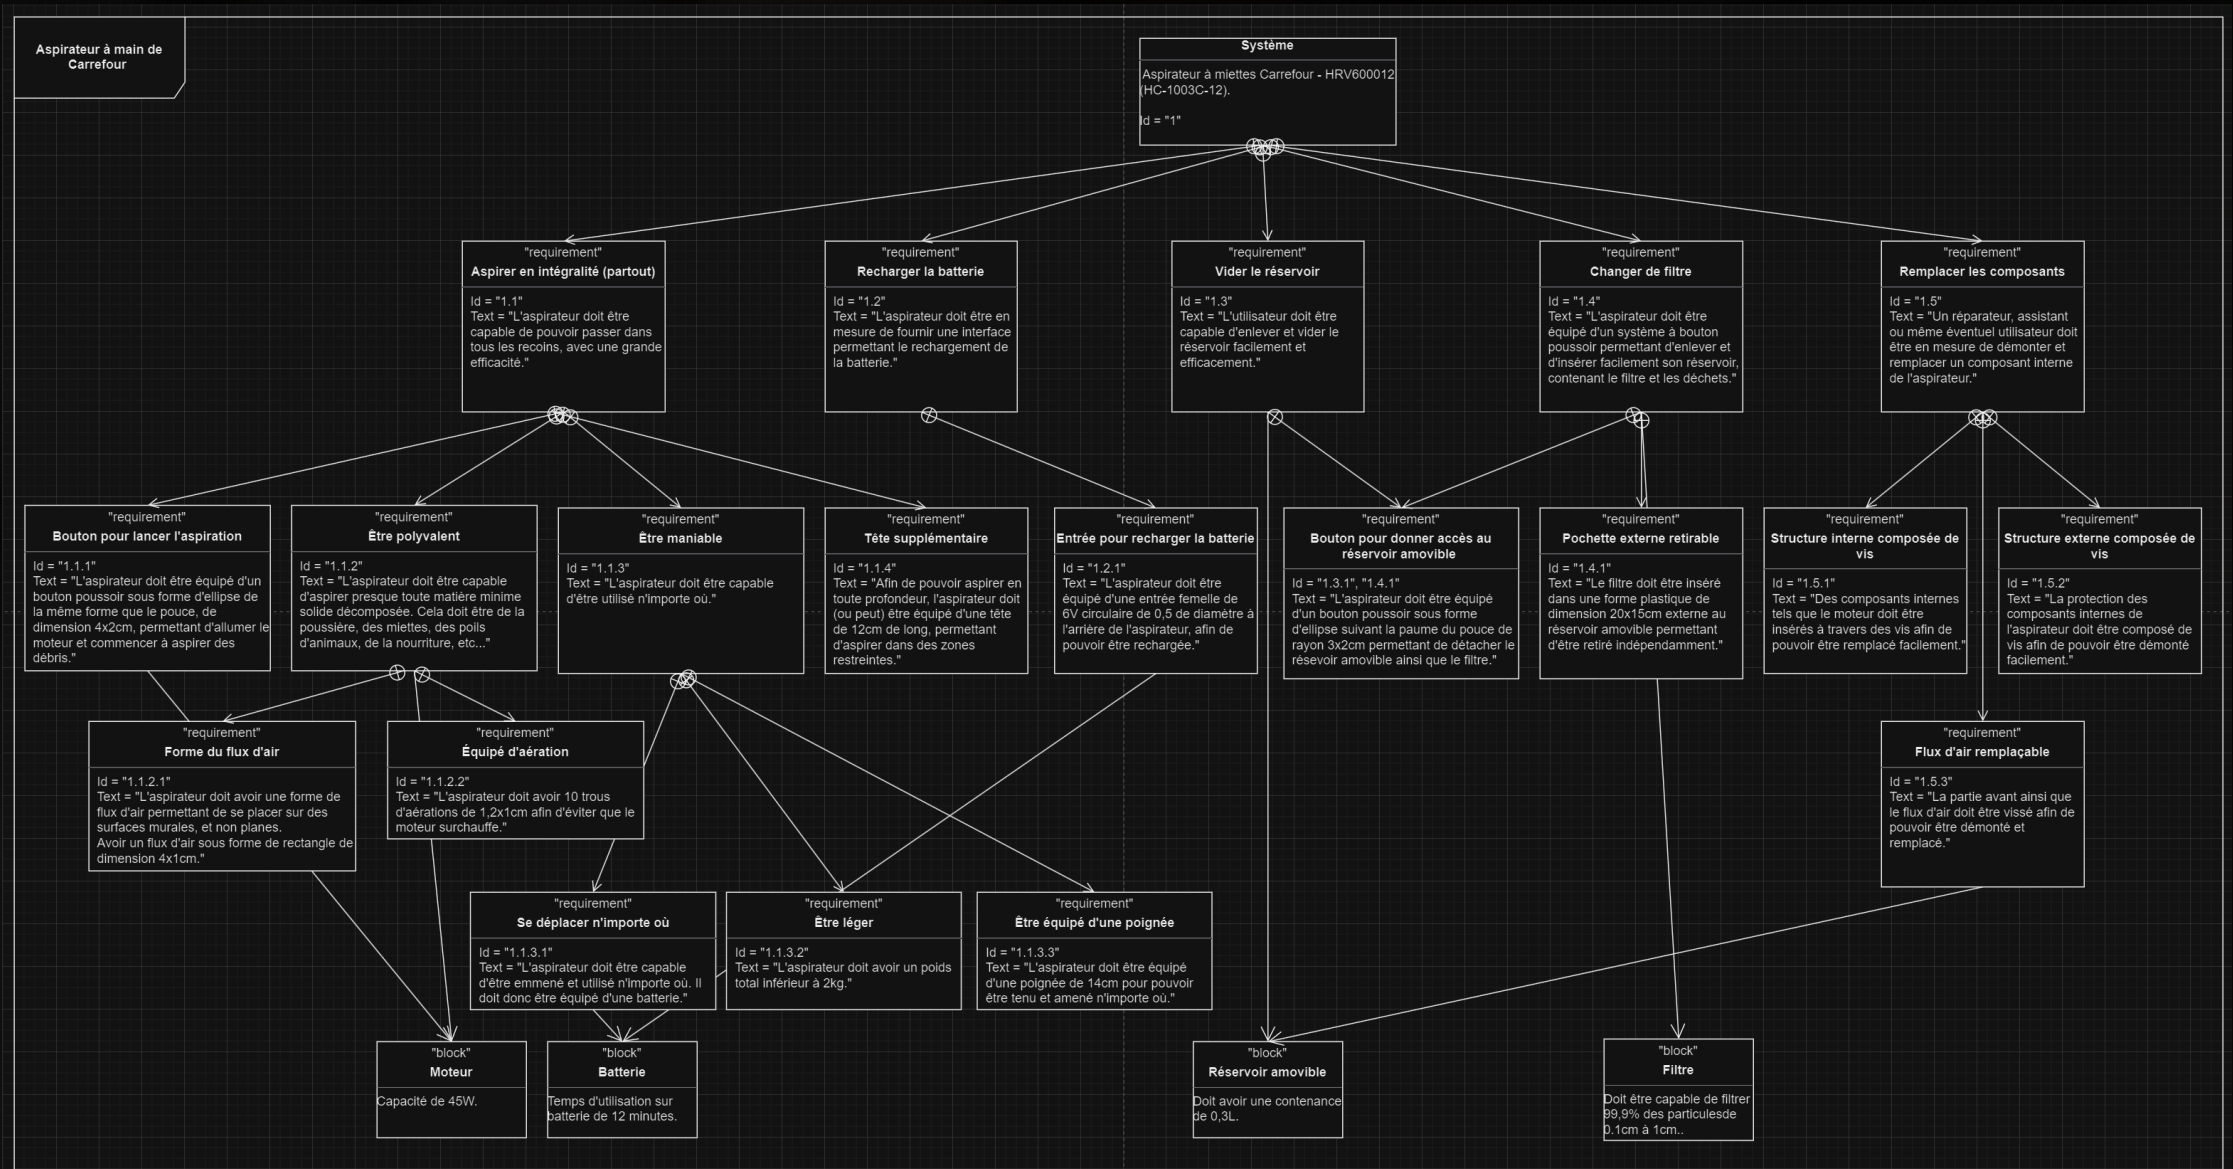 Aspirateur à main de
Carrefour
Système
Aspirateur à miettes Carrefour - HRV600012
(HC-1003C-12).
Id = "1"
"requirement"
Aspirer en intégralité (partout)
Id = "1.1"
Text = "L'aspirateur doit être
capable de pouvoir passer dans
tous les recoins, avec une grande
efficacité."
"requirement"
Recharger la batterie
Id = "1.2"
Text = "L'aspirateur doit être en
mesure de fournir une interface
permettant le rechargement de
la batterie."
"requirement"
Vider le réservoir
Id = "1.3"
Text = "L'utilisateur doit être
capable d'enlever et vider le
réservoir facilement et
efficacement."
"requirement"
Changer de filtre
Id = "1.4"
Text = "L'aspirateur doit être
équipé d'un système à bouton
poussoir permettant d'enlever et
d'insérer facilement son réservoir,
contenant le filtre et les déchets."
"requirement"
Remplacer les composants
Id = "1.5"
Text = "Un réparateur, assistant
ou même éventuel utilisateur doit
être en mesure de démonter et
remplacer un composant interne
de l'aspirateur."
"requirement"
Bouton pour lancer l'aspiration
Id = "1.1.1"
Text = "L'aspirateur doit être équipé d'un
bouton poussoir sous forme d'ellipse de
la même forme que le pouce, de
dimension 4x2cm, permettant d'allumer le
moteur et commencer à aspirer des
débris."
"requirement"
Être polyvalent
Id = "1.1.2"
Text = "L'aspirateur doit être capable
d'aspirer presque toute matière minime
solide décomposée. Cela doit être de la
poussière, des miettes, des poils
d'animaux, de la nourriture, etc..."
"requirement"
Être maniable
Id = "1.1.3"
Text = "L'aspirateur doit être capable
d'être utilisé n'importe où."
"requirement"
Tête supplémentaire
Id = "1.1.4"
Text = "Afin de pouvoir aspirer en
toute profondeur, l'aspirateur doit
(ou peut) être équipé d'une tête
de 12cm de long, permettant
d'aspirer dans des zones
restreintes."
"requirement"
Entrée pour recharger la batterie
Id = "1.2.1"
Text = "L'aspirateur doit être
équipé d'une entrée femelle de
6V circulaire de 0,5 de diamètre à
l'arrière de l'aspirateur, afin de
pouvoir être rechargée."
"requirement"
Bouton pour donner accès au
réservoir amovible
Id = "1.3.1", "1.4.1"
Text = "L'aspirateur doit être équipé
d'un bouton poussoir sous forme
d'ellipse suivant la paume du pouce de
rayon 3x2cm permettant de détacher le
résevoir amovible ainsi que le filtre."
"requirement"
Pochette externe retirable
Id = "1.4.1"
Text = "Le filtre doit être inséré
dans une forme plastique de
dimension 20x15cm externe au
réservoir amovible permettant
d'être retiré indépendamment."
"requirement"
Structure interne composée de
vis
Id = "1.5.1"
Text = "Des composants internes
tels que le moteur doit être
insérés à travers des vis afin de
pouvoir être remplacé facilement."
"requirement"
Structure externe composée de
vis
Id = "1.5.2"
Text = "La protection des
composants internes de
l'aspirateur doit être composé de
vis afin de pouvoir être démonté
facilement."
"requirement"
Forme du flux d'air
Id = "1.1.2.1"
Text = "L'aspirateur doit avoir une forme de
flux d'air permettant de se placer sur des
surfaces murales, et non planes.
Avoir un flux d'air sous forme de rectangle de
dimension 4x1cm."
"requirement"
Équipé d'aération
Id = "1.1.2.2"
Text = "L'aspirateur doit avoir 10 trous
d'aérations de 1,2x1cm afin d'éviter que le
moteur surchauffe."
"requirement"
Flux d'air remplaçable
Id = "1.5.3"
Text = "La partie avant ainsi que
le flux d'air doit être vissé afin de
pouvoir être démonté et
remplacé."
"requirement"
Se déplacer n'importe où
Id = "1.1.3.1"
Text = "L'aspirateur doit être capable
d'être emmené et utilisé n'importe où. Il
doit donc être équipé d'une batterie."
"requirement"
Être léger
Id = "1.1.3.2"
Text = "L'aspirateur doit avoir un poids
total inférieur à 2kg."
"requirement"
Être équipé d'une poignée
Id = "1.1.3.3"
Text = "L'aspirateur doit être équipé
d'une poignée de 14cm pour pouvoir
être tenu et amené n'importe où."
"block"
Moteur
Capacité de 45W.
"block"
Batterie
Temps d'utilisation sur
batterie de 12 minutes.
"block"
Réservoir amovible
Doit avoir une contenance
de 0,3L.
"block"
Filtre
Doit être capable de filtrer
99,9% des particulesde
0.1cm à 1cm..